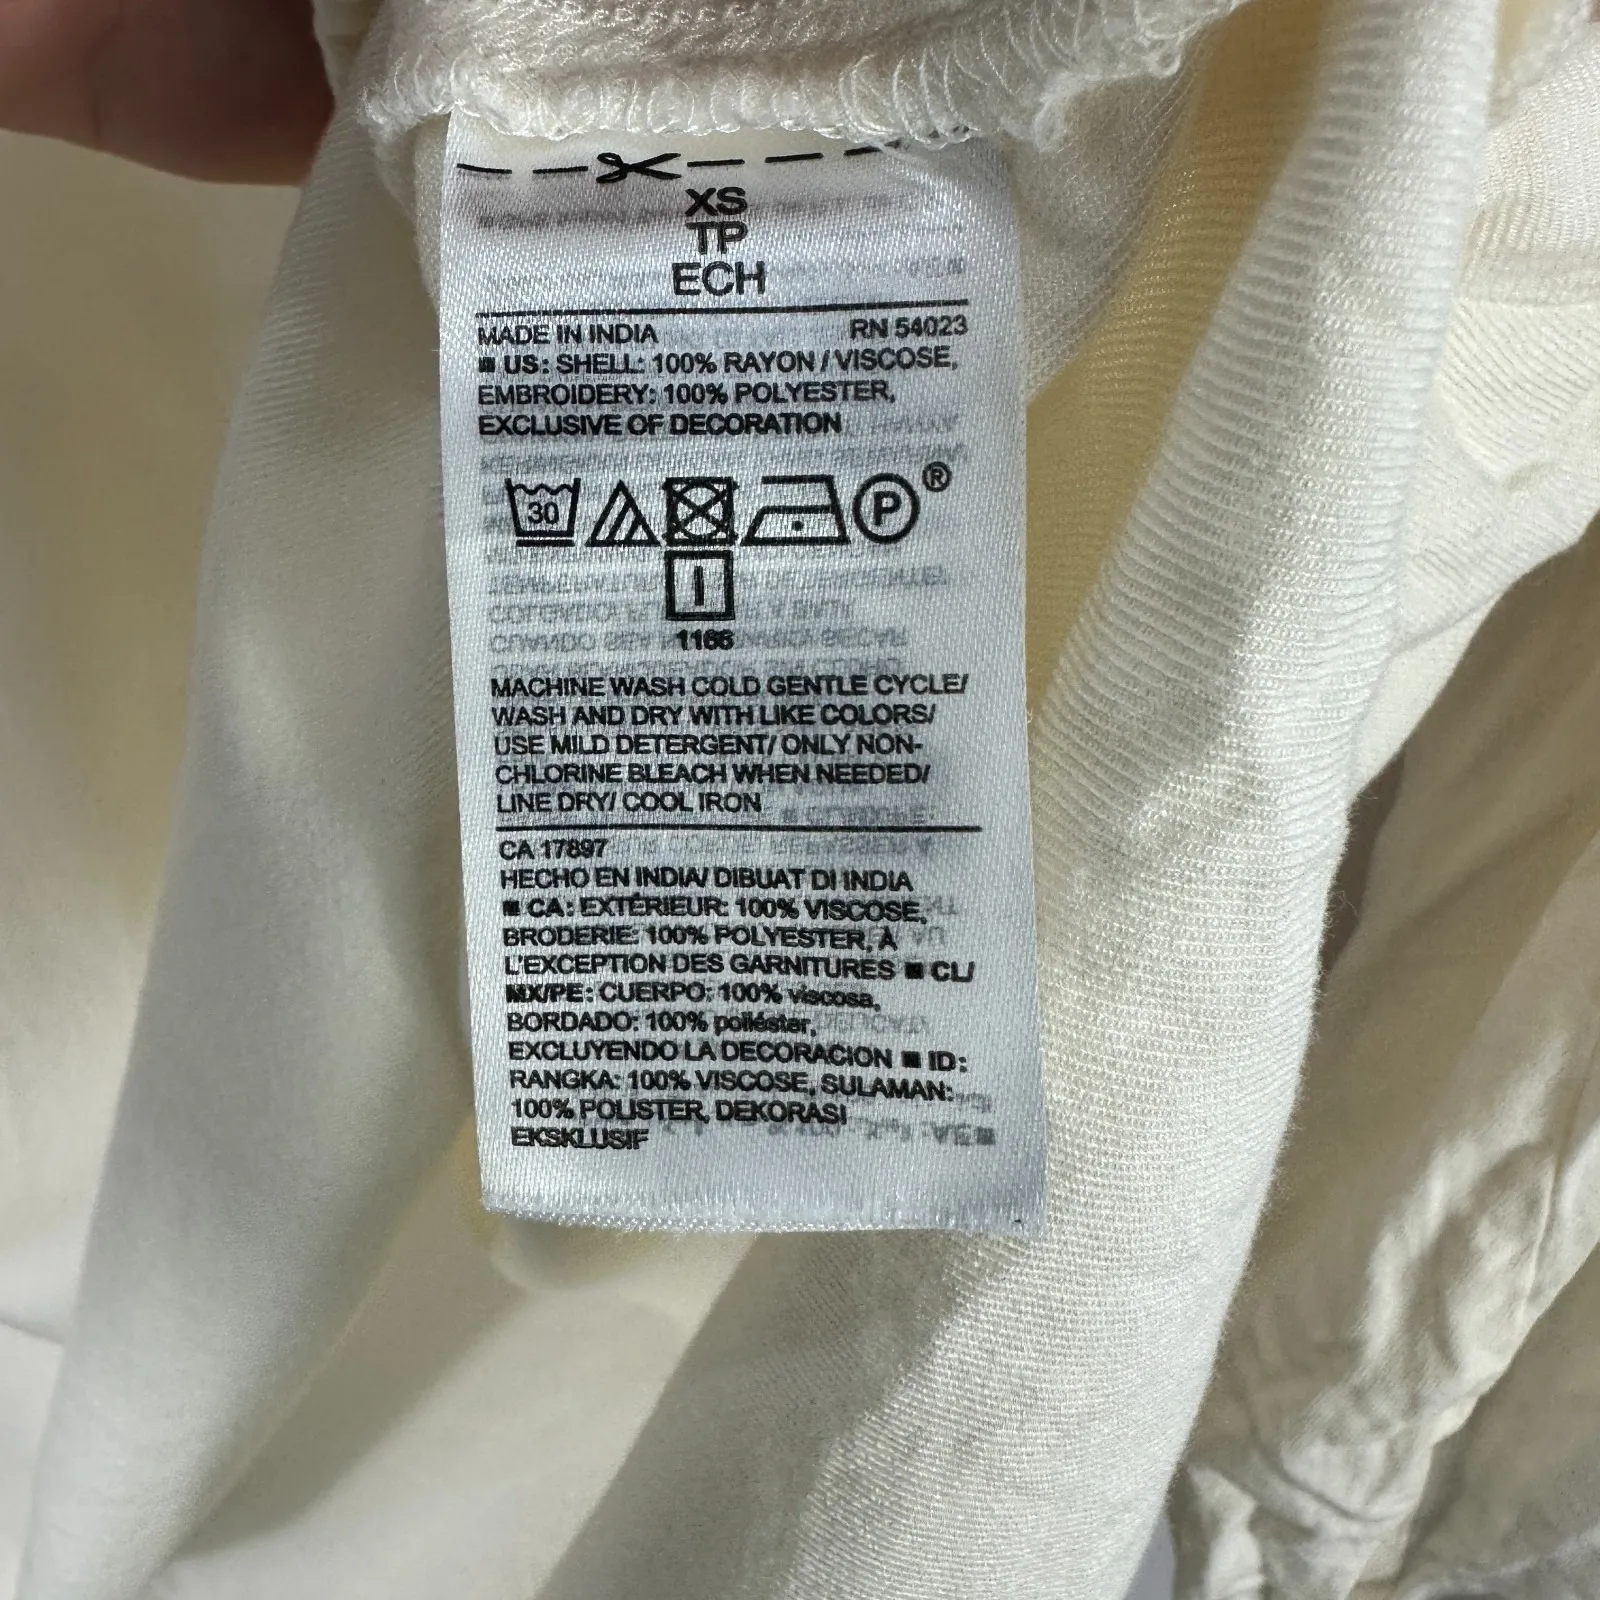 XS
TP
ECH
MADE IN INDIA RN 54023
■ US: SHELL: 100% RAYON / VISCOSE,
EMBROIDERY: 100% POLYESTER,
EXCLUSIVE OF DECORATION
30 P ®
1166
MACHINE WASH COLD GENTLE CYCLE/
WASH AND DRY WITH LIKE COLORS/
USE MILD DETERGENT/ ONLY NON-
CHLORINE BLEACH WHEN NEEDED/
LINE DRY/ COOL IRON
CA 17897
HECHO EN INDIA/ DIBUAT DI INDIA
■ CA: EXTÉRIEUR: 100% VISCOSE,
BRODERIE: 100% POLYESTER, À
L'EXCEPTION DES GARNITURES ■ CL/
MX/PE: CUERPO: 100% viscosa,
BORDADO: 100% poliéster,
EXCLUYENDO LA DECORACION ■ ID:
RANGKA: 100% VISCOSE, SULAMAN:
100% POLISTER, DEKORASI
EKSKLUSIF